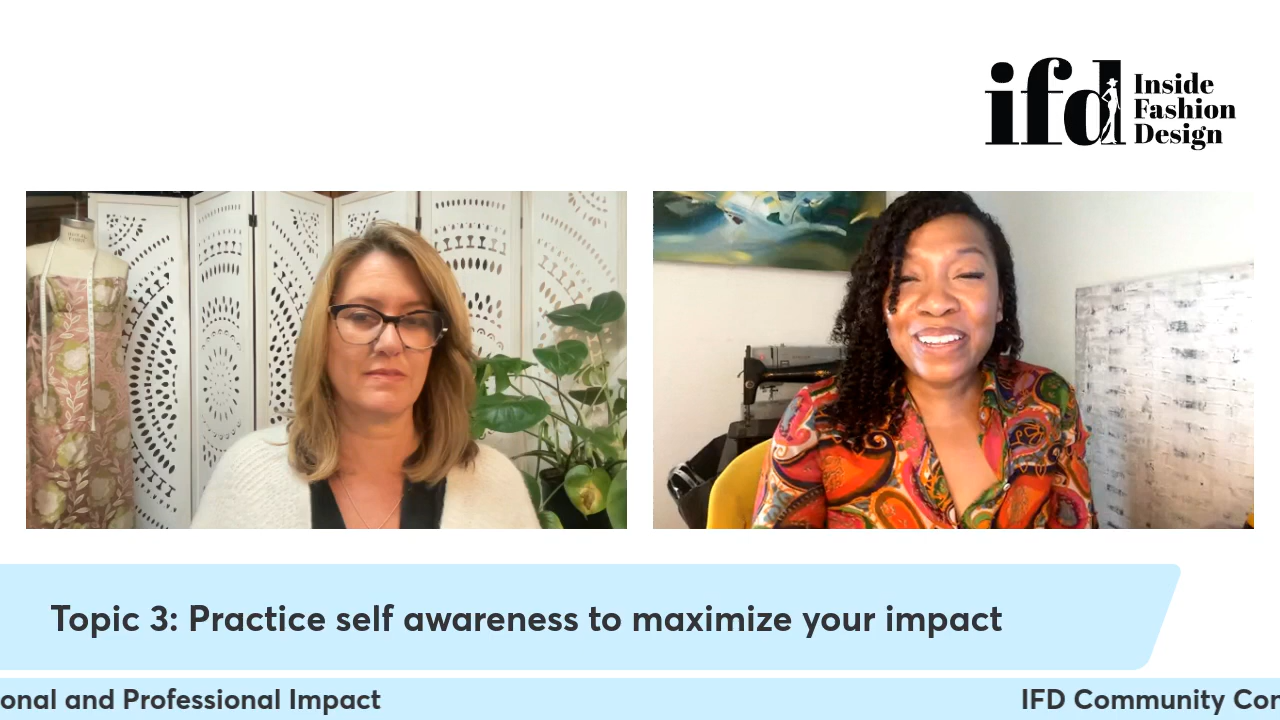 ifd
Inside
Fashion
Design
Topic 3: Practice self awareness to maximize your impact
onal and Professional Impact
IFD Community Con